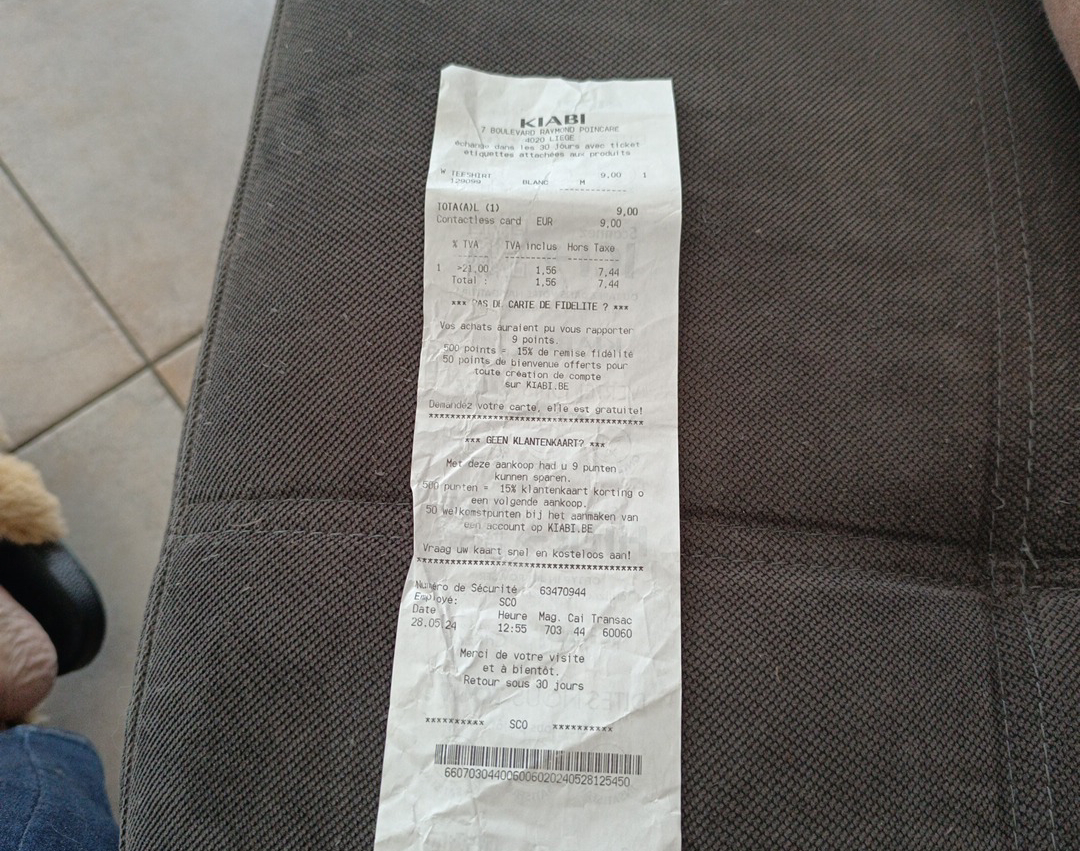 KIABI
7 BOULEVARD RAYMOND POINCARE
4020 LIEGE
échange dans les 30 jours avec ticket
étiquettes attachées aux produits
W TEESHIRT 9,00 1
129099 BLANC M
------------
TOTA(A)L (1) 9,00
Contactless card EUR 9,00
% TVA TVA inclus Hors Taxe
------ ---------- ----------
1 >21.00 1,56 7,44
Total : 1,56 7,44
*** PAS DE CARTE DE FIDELITE ? ***
Vos achats auraient pu vous rapporter
9 points.
500 points = 15% de remise fidélité
50 points de bienvenue offerts pour
toute création de compte
sur KIABI.BE
Demandez votre carte, elle est gratuite!
****************************************
*** GEEN KLANTENKAART? ***
Met deze aankoop had u 9 punten
kunnen sparen.
500 punten = 15% klantenkaart korting o
een volgende aankoop.
50 welkomstpunten bij het aanmaken van
een account op KIABI.BE
Vraag uw kaart snel en kosteloos aan!
****************************************
Numéro de Sécurité 63470944
Employé: SCO
Date Heure Mag. Cai Transac
28.05.24 12:55 703 44 60060
Merci de votre visite
et à bientôt.
Retour sous 30 jours
********** SCO **********
660703044006006020240528125450